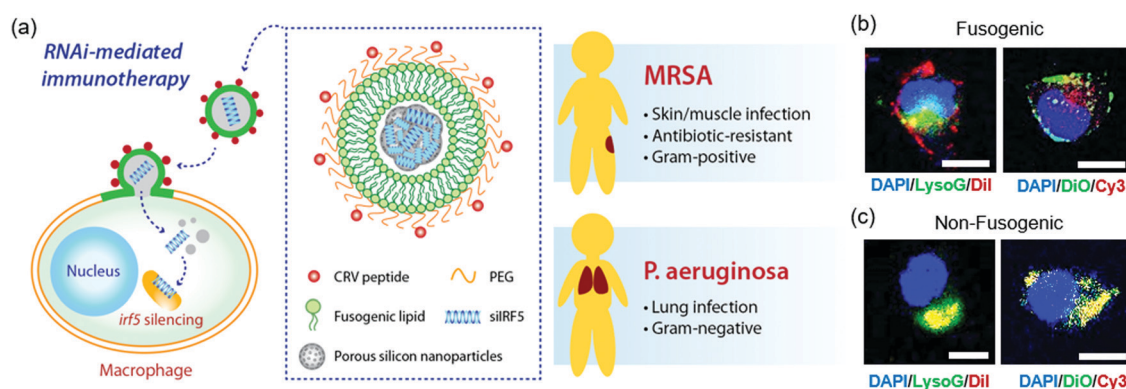 (a)
RNAi-mediated
immunotherapy
Nucleus
irf5 silencing
Macrophage
CRV peptide
PEG
Fusogenic lipid
siIRF5
Porous silicon nanoparticles
MRSA
• Skin/muscle infection
• Antibiotic-resistant
• Gram-positive
P. aeruginosa
• Lung infection
• Gram-negative
(b)
Fusogenic
DAPI/LysoG/DiI
DAPI/DiO/Cy3
(c)
Non-Fusogenic
DAPI/LysoG/DiI
DAPI/DiO/Cy3